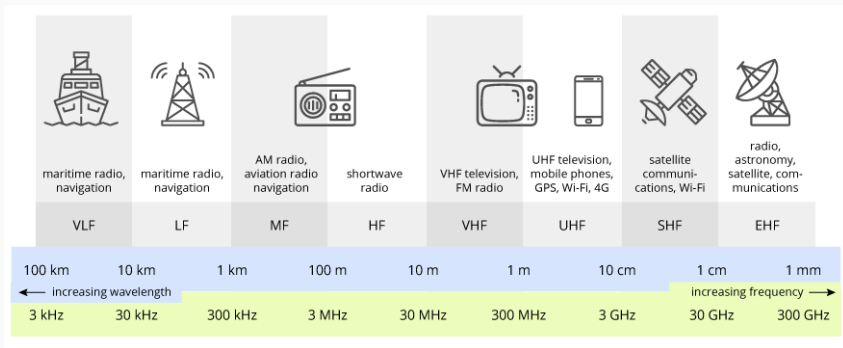 maritime radio,
navigation
maritime radio,
navigation
AM radio,
aviation radio
navigation
shortwave
radio
VHF television,
FM radio
UHF television,
mobile phones,
GPS, Wi-Fi, 4G
satellite
communi-
cations, Wi-Fi
radio,
astronomy,
satellite, com-
munications
VLF LF MF HF VHF UHF SHF EHF
100 km 10 km 1 km 100 m 10 m 1 m 10 cm 1 cm 1 mm
increasing wavelength increasing frequency
3 kHz 30 kHz 300 kHz 3 MHz 30 MHz 300 MHz 3 GHz 30 GHz 300 GHz